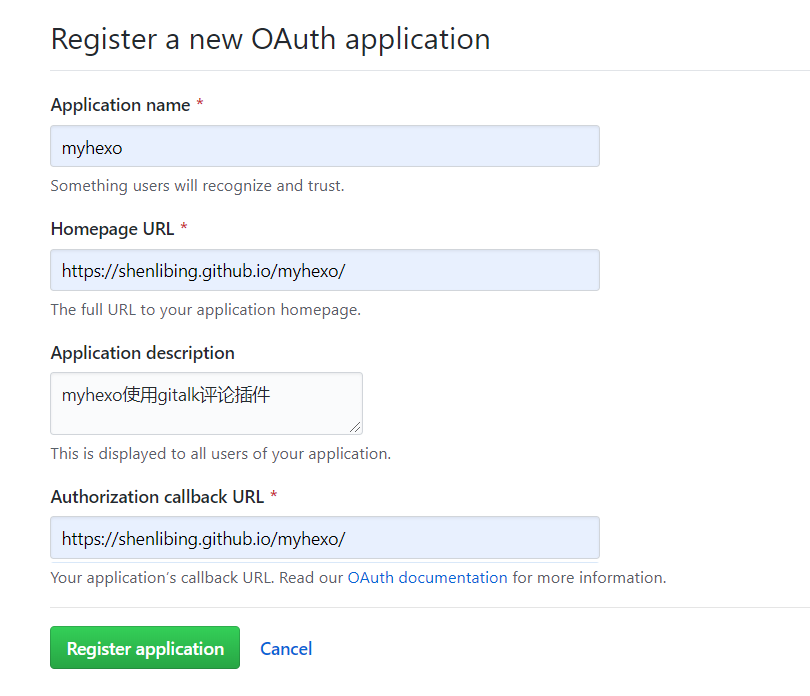 Register a new OAuth application
Application name *
myhexo
Something users will recognize and trust.
Homepage URL *
https://shenlibing.github.io/myhexo/
The full URL to your application homepage.
Application description
myhexo使用gitalk评论插件
This is displayed to all users of your application.
Authorization callback URL *
https://shenlibing.github.io/myhexo/
Your application’s callback URL. Read our OAuth documentation for more information.
Register application Cancel